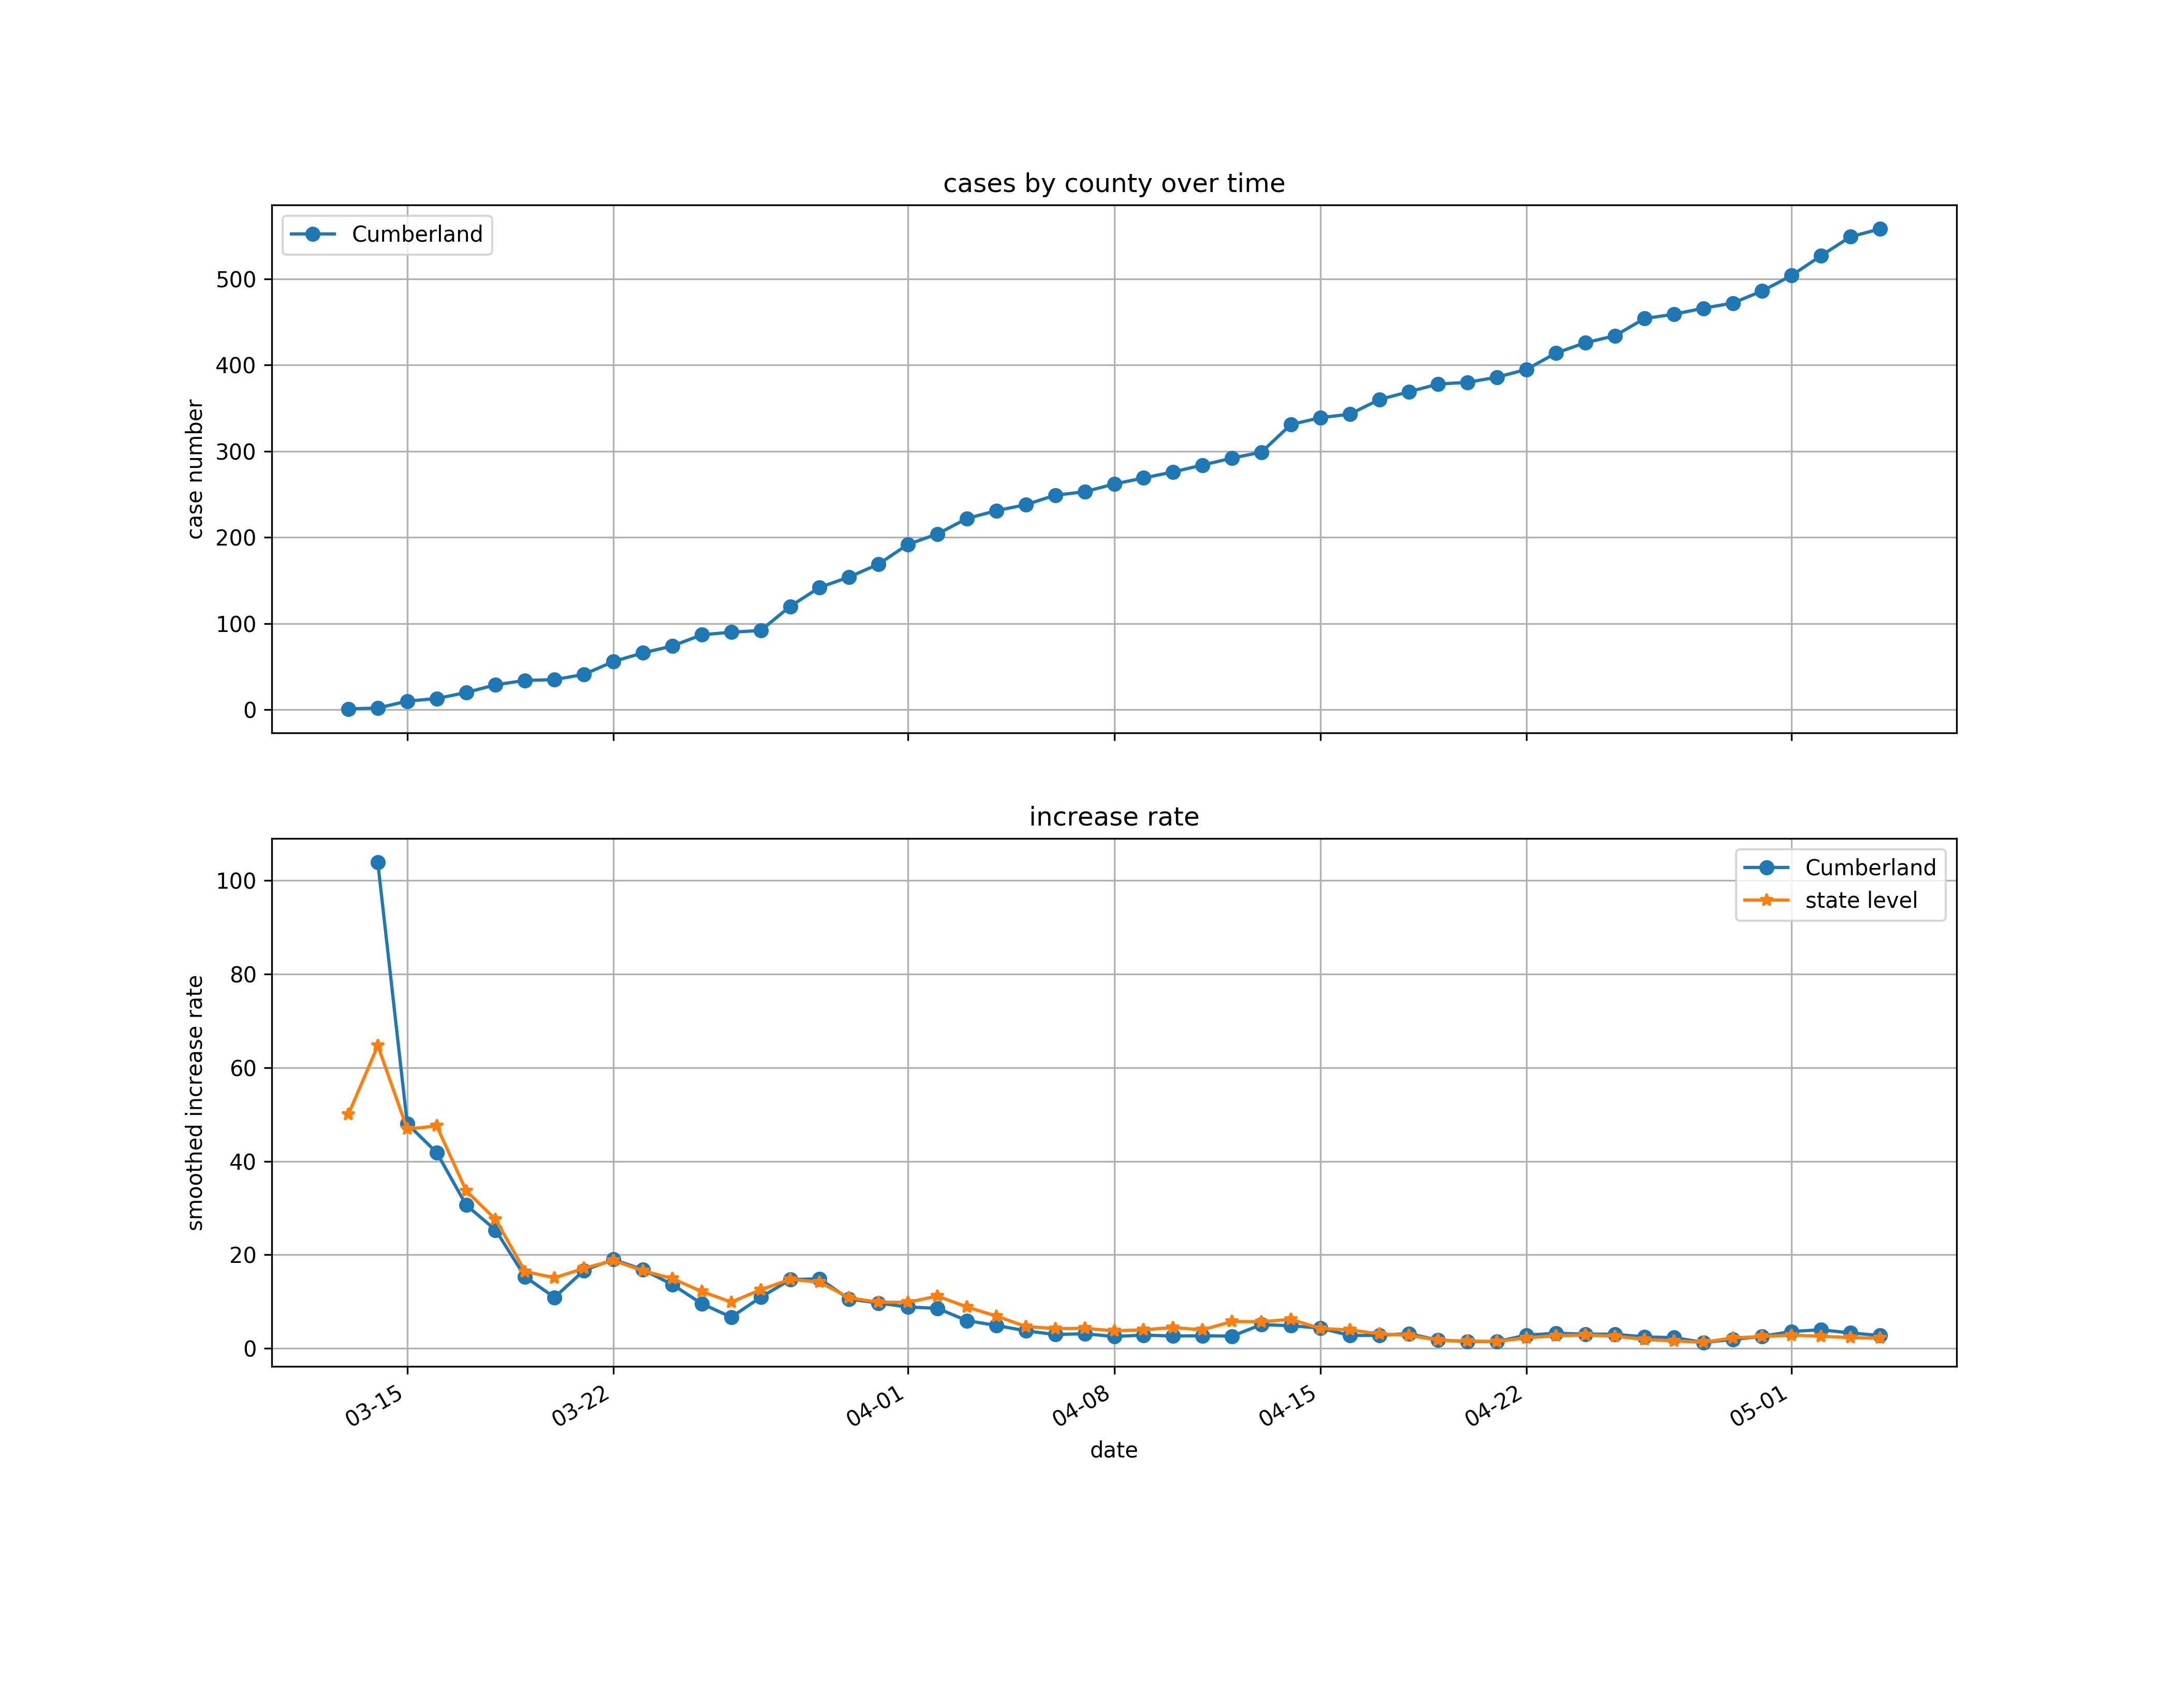 cases by county over time
Cumberland
500
400
300
200
100
0
case number
increase rate
Cumberland
state level
100
80
60
40
20
0
smoothed increase rate
03-15
03-22
04-01
04-08
04-15
04-22
05-01
date